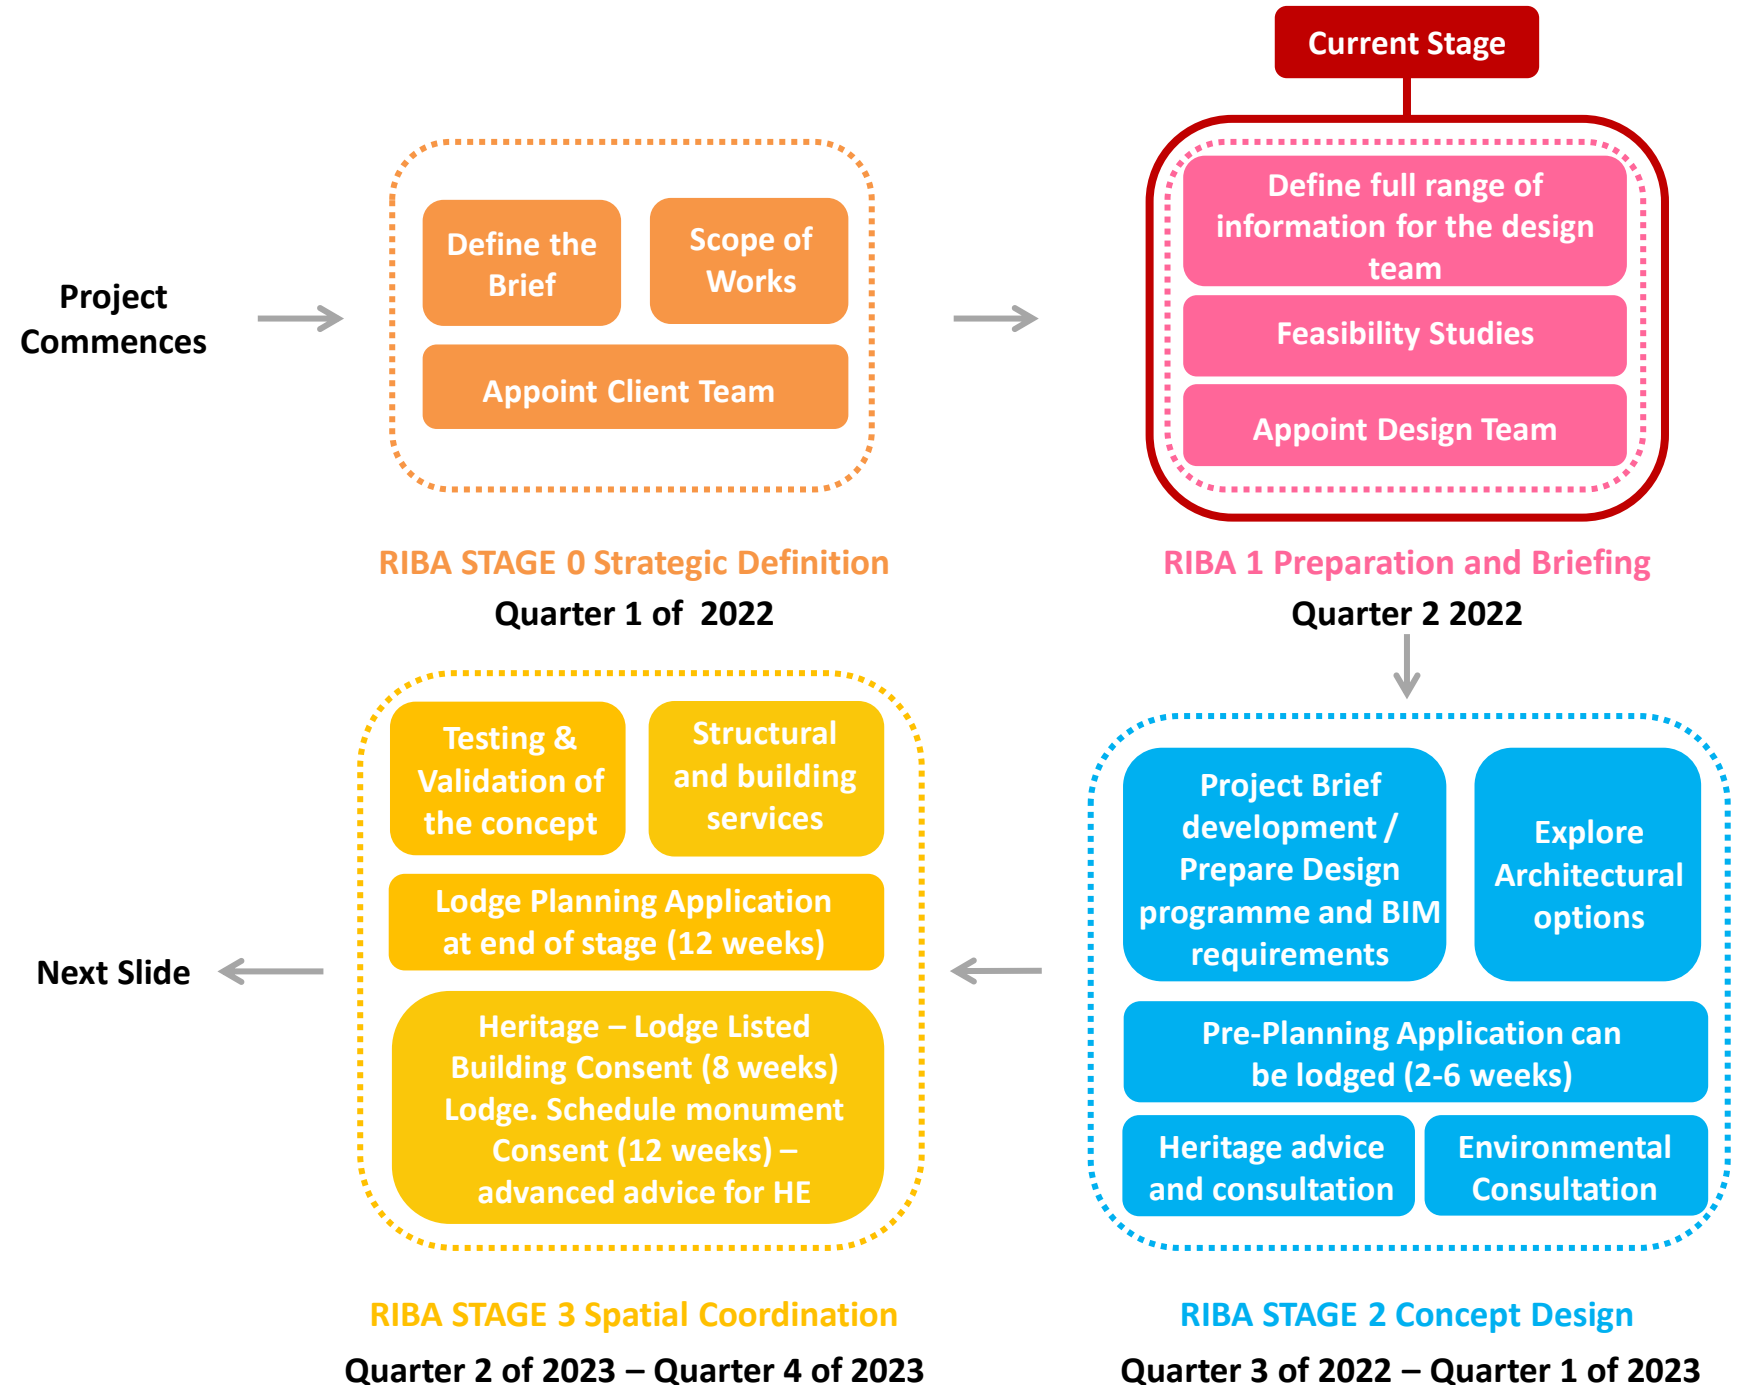 Current Stage
Project
Commences
Define the
Brief
Scope of
Works
Appoint Client Team
RIBA STAGE 0 Strategic Definition
Quarter 1 of  2022
Define full range of
information for the design
team
Feasibility Studies
Appoint Design Team
RIBA 1 Preparation and Briefing
Quarter 2 2022
Project Brief
development /
Prepare Design
programme and BIM
requirements
Explore
Architectural
options
Pre-Planning Application can
be lodged (2-6 weeks)
Heritage advice
and consultation
Environmental
Consultation
RIBA STAGE 2 Concept Design
Quarter 3 of 2022 – Quarter 1 of 2023
Testing &
Validation of
the concept
Structural
and building
services
Lodge Planning Application
at end of stage (12 weeks)
Heritage – Lodge Listed
Building Consent (8 weeks)
Lodge. Schedule monument
Consent (12 weeks) –
advanced advice for HE
RIBA STAGE 3 Spatial Coordination
Quarter 2 of 2023 – Quarter 4 of 2023
Next Slide